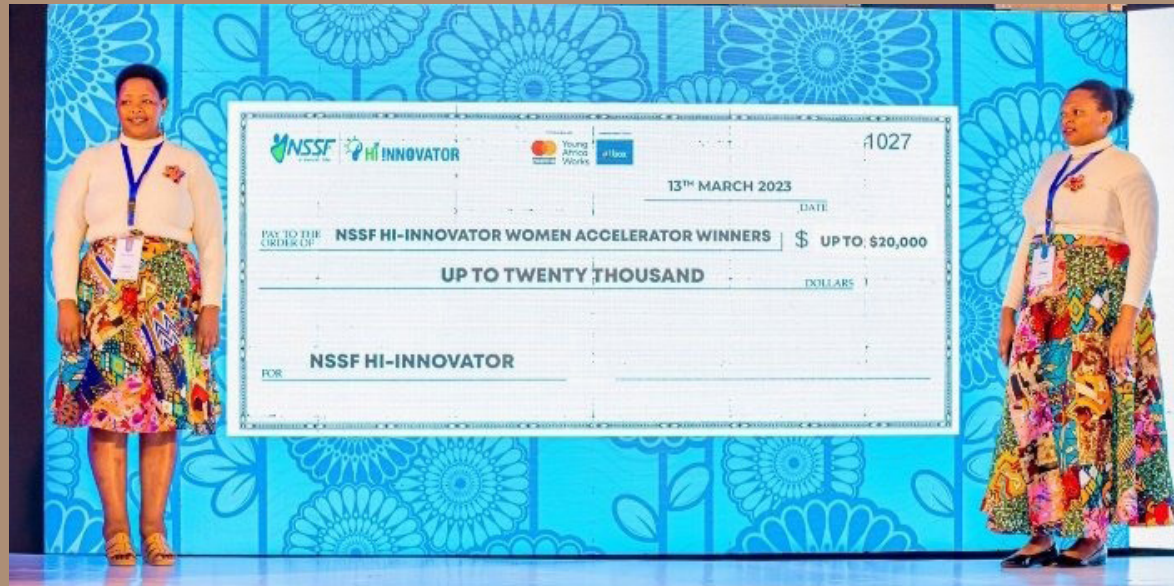 NSSF
HI !NNOVATOR
Young
Africa
Works
1027
13TH MARCH 2023
DATE
PAY TO THE
ORDER OF
NSSF HI-INNOVATOR WOMEN ACCELERATOR WINNERS
$ UP TO $20,000
UP TO TWENTY THOUSAND
DOLLARS
FOR
NSSF HI-INNOVATOR